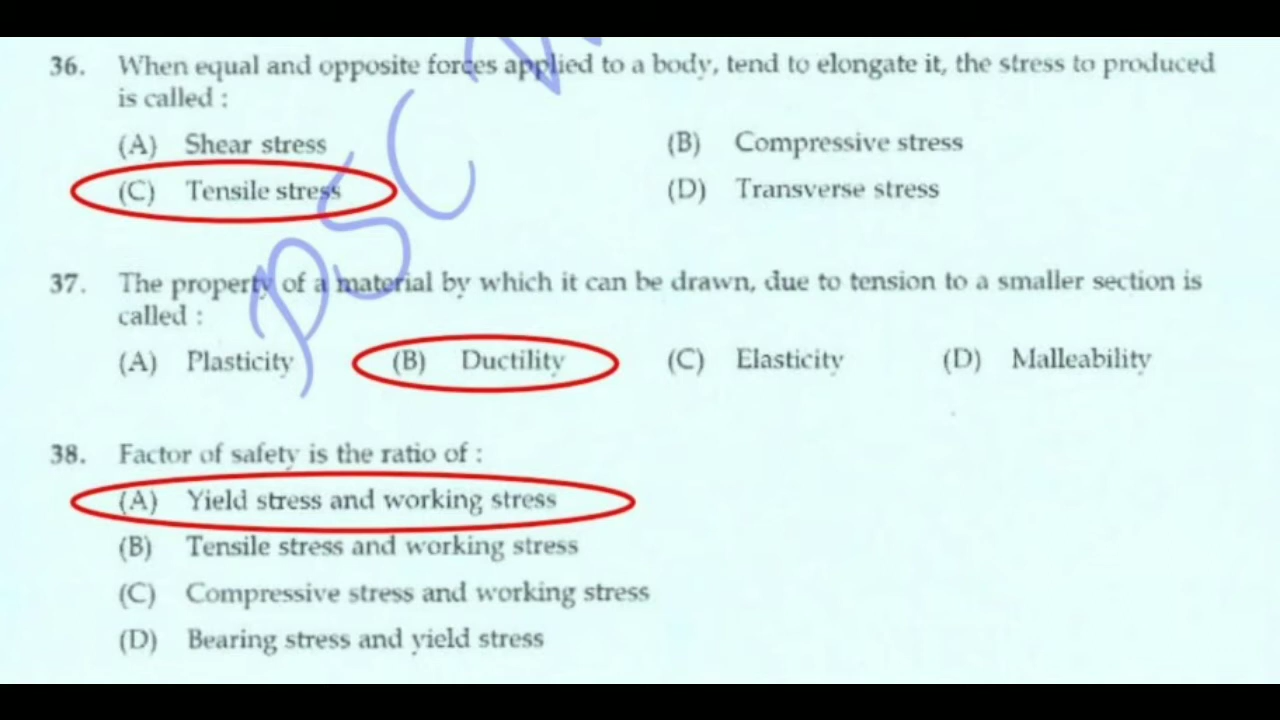 36. When equal and opposite forces applied to a body, tend to elongate it, the stress to produced
is called :
(A) Shear stress (B) Compressive stress
(C) Tensile stress (D) Transverse stress
37. The property of a material by which it can be drawn, due to tension to a smaller section is
called :
(A) Plasticity (B) Ductility (C) Elasticity (D) Malleability
38. Factor of safety is the ratio of :
(A) Yield stress and working stress
(B) Tensile stress and working stress
(C) Compressive stress and working stress
(D) Bearing stress and yield stress
PSC